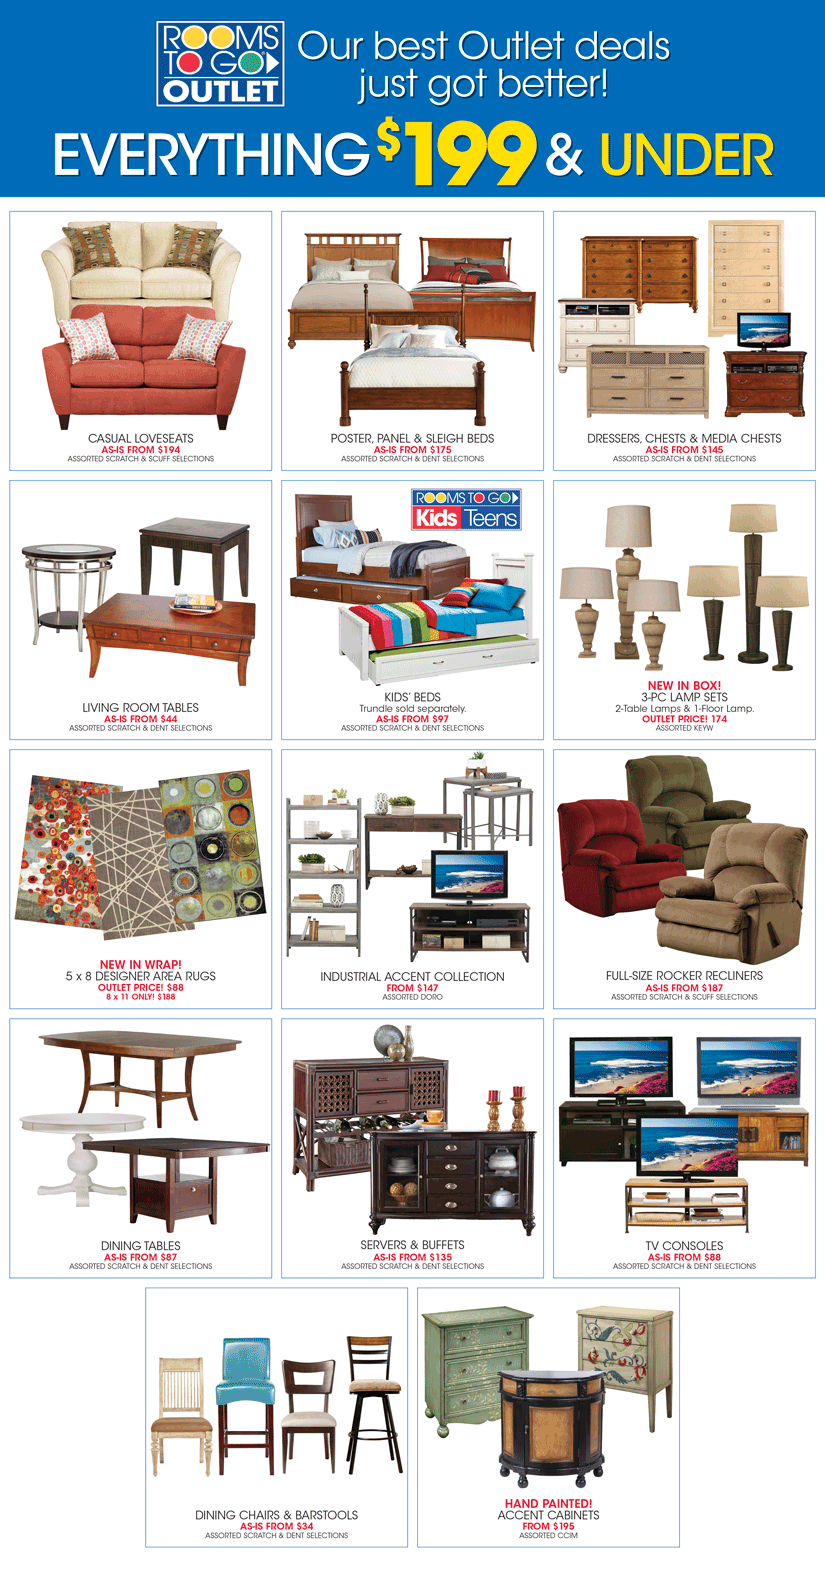 ROOMS
TO GO
OUTLET
Our best Outlet deals
just got better!
EVERYTHING $199 & UNDER
CASUAL LOVESEATS
AS-IS FROM $194
ASSORTED SCRATCH & SCUFF SELECTIONS
POSTER, PANEL & SLEIGH BEDS
AS-IS FROM $175
ASSORTED SCRATCH & DENT SELECTIONS
DRESSERS, CHESTS & MEDIA CHESTS
AS-IS FROM $145
ASSORTED SCRATCH & DENT SELECTIONS
LIVING ROOM TABLES
AS-IS FROM $44
ASSORTED SCRATCH & DENT SELECTIONS
ROOMS TO GO
Kids Teens
KIDS' BEDS
Trundle sold separately.
AS-IS FROM $97
ASSORTED SCRATCH & DENT SELECTIONS
NEW IN BOX!
3-PC LAMP SETS
2-Table Lamps & 1-Floor Lamp.
OUTLET PRICE! 174
ASSORTED KEYW
NEW IN WRAP!
5 x 8 DESIGNER AREA RUGS
OUTLET PRICE! $88
8 x 11 ONLY! $188
INDUSTRIAL ACCENT COLLECTION
FROM $147
ASSORTED DORO
FULL-SIZE ROCKER RECLINERS
AS-IS FROM $187
ASSORTED SCRATCH & SCUFF SELECTIONS
DINING TABLES
AS-IS FROM $87
ASSORTED SCRATCH & DENT SELECTIONS
SERVERS & BUFFETS
AS-IS FROM $135
ASSORTED SCRATCH & DENT SELECTIONS
TV CONSOLES
AS-IS FROM $88
ASSORTED SCRATCH & DENT SELECTIONS
DINING CHAIRS & BARSTOOLS
AS-IS FROM $34
ASSORTED SCRATCH & DENT SELECTIONS
HAND PAINTED!
ACCENT CABINETS
FROM $195
ASSORTED CCIM